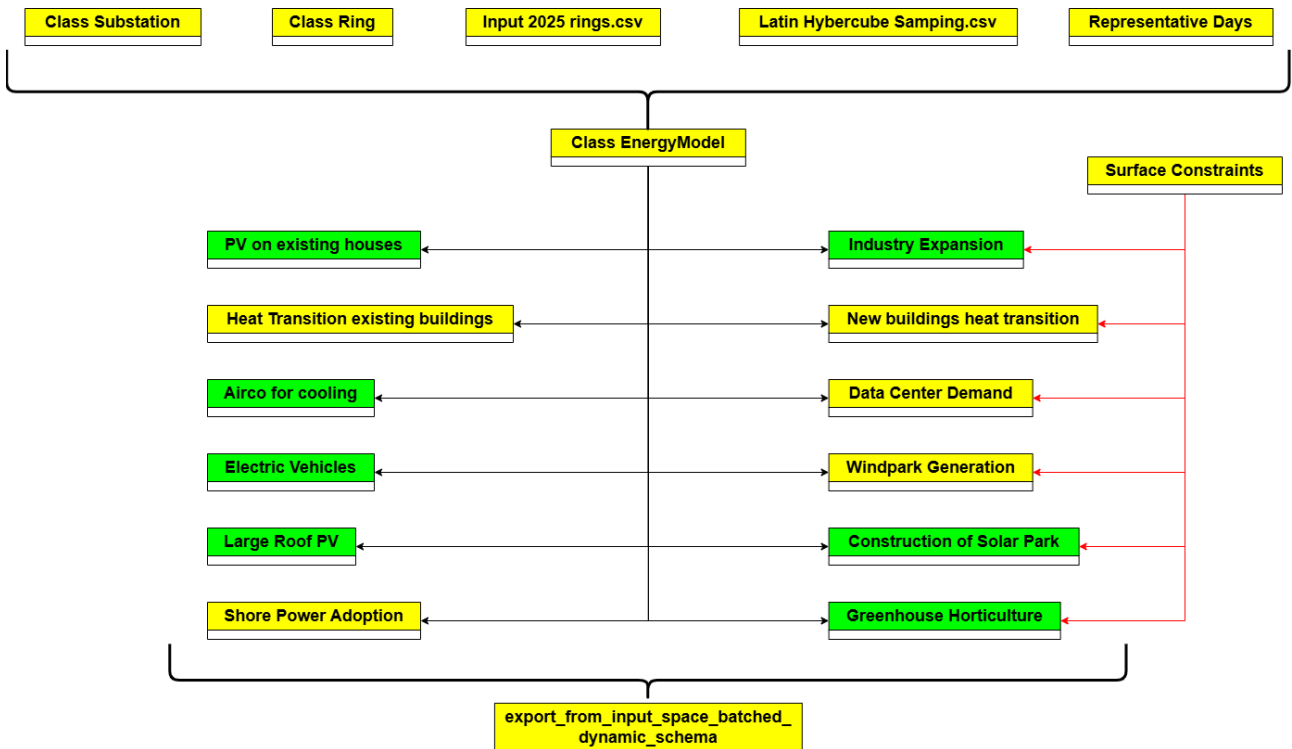 Class Substation
Class Ring
Input 2025 rings.csv
Latin Hybercube Samping.csv
Representative Days
Class EnergyModel
Surface Constraints
PV on existing houses
Industry Expansion
Heat Transition existing buildings
New buildings heat transition
Airco for cooling
Data Center Demand
Electric Vehicles
Windpark Generation
Large Roof PV
Construction of Solar Park
Shore Power Adoption
Greenhouse Horticulture
export_from_input_space_batched_
dynamic_schema